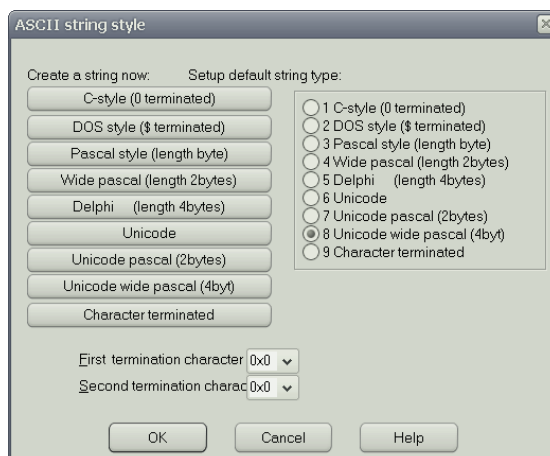 ASCII string style
Create a string now: Setup default string type:
C-style (0 terminated)
DOS style ($ terminated)
Pascal style (length byte)
Wide pascal (length 2bytes)
Delphi (length 4bytes)
Unicode
Unicode pascal (2bytes)
Unicode wide pascal (4byt)
Character terminated
1 C-style (0 terminated)
2 DOS style ($ terminated)
3 Pascal style (length byte)
4 Wide pascal (length 2bytes)
5 Delphi (length 4bytes)
6 Unicode
7 Unicode pascal (2bytes)
8 Unicode wide pascal (4byt)
9 Character terminated
First termination character 0x0
Second termination charac 0x0
OK Cancel Help